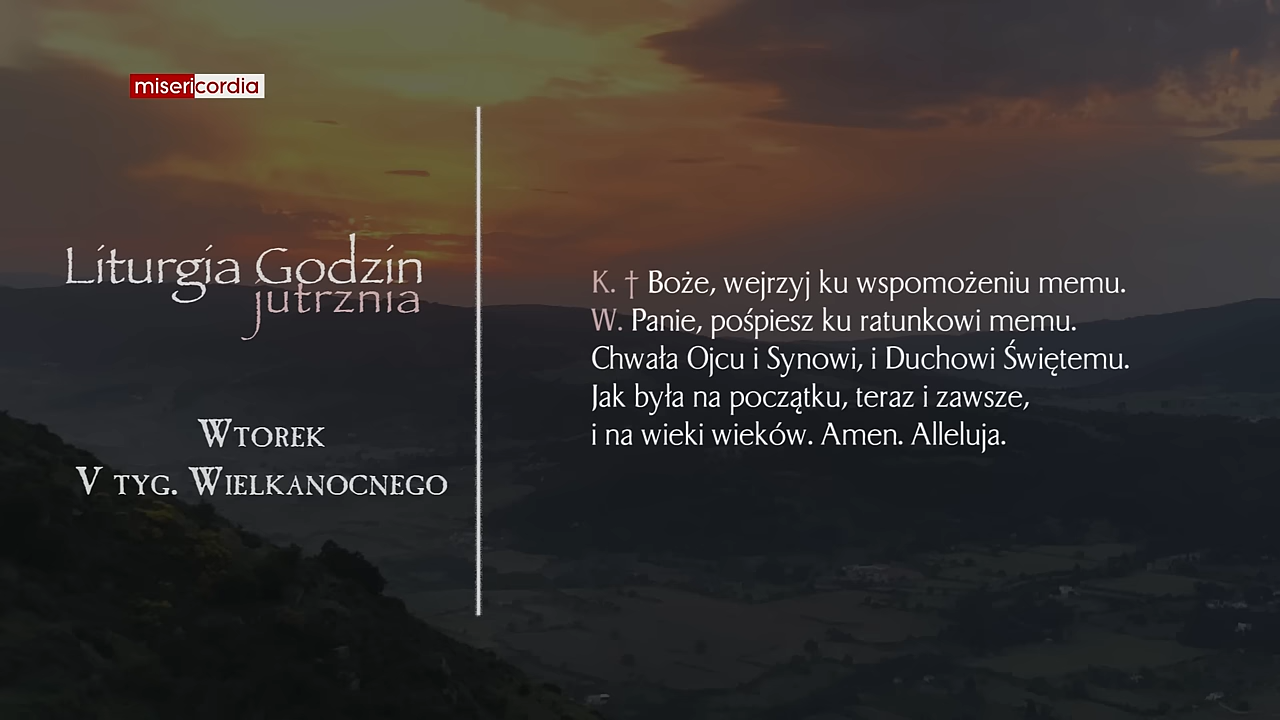 misericordia
Liturgia Godzin
jutrznia
Wtorek
V tyg. Wielkanocnego
K. † Boże, wejrzyj ku wspomożeniu memu.
W. Panie, pośpiesz ku ratunkowi memu.
Chwała Ojcu i Synowi, i Duchowi Świętemu.
Jak była na początku, teraz i zawsze,
i na wieki wieków. Amen. Alleluja.